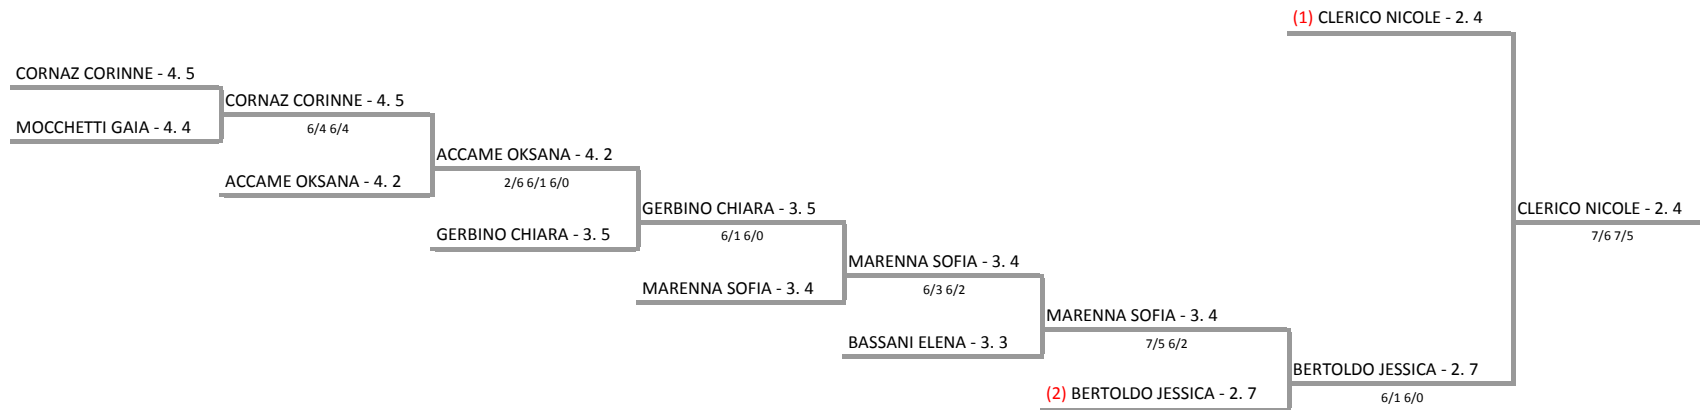 (1) CLERICO NICOLE - 2. 4
CORNAZ CORINNE - 4. 5
CORNAZ CORINNE - 4. 5
MOCCHETTI GAIA - 4. 4
6/4 6/4
ACCAME OKSANA - 4. 2
ACCAME OKSANA - 4. 2
2/6 6/1 6/0
GERBINO CHIARA - 3. 5
CLERICO NICOLE - 2. 4
GERBINO CHIARA - 3. 5
6/1 6/0
7/6 7/5
MARENNA SOFIA - 3. 4
MARENNA SOFIA - 3. 4
6/3 6/2
MARENNA SOFIA - 3. 4
BASSANI ELENA - 3. 3
7/5 6/2
BERTOLDO JESSICA - 2. 7
(2) BERTOLDO JESSICA - 2. 7
6/1 6/0